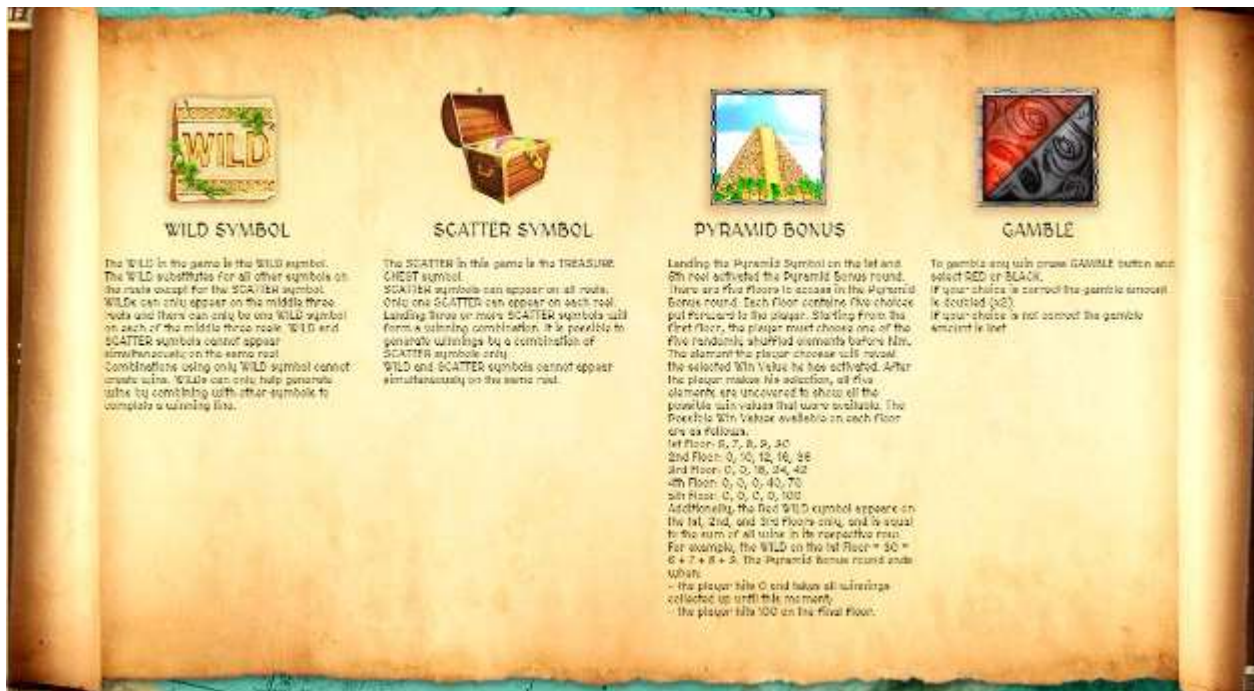 WILD
WILD SYMBOL
The WILD in the game is the WILD symbol.
The WILD substitutes for all other symbols on
the reels except for the SCATTER symbol.
WILDs can only appear on the middle three
reels and there can only be one WILD symbol
on each of the middle three reels. WILD and
SCATTER symbols cannot appear
simultaneously on the same reel.
Combinations using only WILD symbol cannot
create wins. WILDs can only help generate
wins by combining with other symbols to
complete a winning line.
SCATTER SYMBOL
The SCATTER in this game is the TREASURE
CHEST symbol.
SCATTER symbols can appear on all reels.
Only one SCATTER can appear on each reel.
Landing three or more SCATTER symbols will
form a winning combination. It is possible to
generate winnings by a combination of
SCATTER symbols only.
WILD and SCATTER symbols cannot appear
simultaneously on the same reel.
PYRAMID BONUS
Landing the Pyramid Symbol on the 1st and
5th reel activated the Pyramid Bonus round.
There are five floors to access in the Pyramid
Bonus round. Each floor contains five choices
put forward to the player. Starting from the
first floor, the player must choose one of the
five randomly shuffled elements before him.
The element the player chooses will reveal
the selected Win Value he has activated. After
the player makes his selection, all five
elements are uncovered to show all the
possible win values that were available. The
Possible Win Values available on each floor
are as follows:
1st Floor: 6, 7, 8, 9, 30
2nd Floor: 0, 10, 12, 16, 38
3rd Floor: 0, 0, 18, 24, 42
4th Floor: 0, 0, 0, 40, 70
5th Floor: 0, 0, 0, 0, 100
Additionally, the Red WILD symbol appears on
the 1st, 2nd, and 3rd Floors only, and is equal
to the sum of all wins in its respective row.
For example, the WILD on the 1st Floor = 30 =
6 + 7 + 8 + 9. The Pyramid Bonus round ends
when:
- the player hits 0 and takes all winnings
collected up until this moment;
- the player hits 100 on the final floor.
GAMBLE
To gamble any win press GAMBLE button and
select RED or BLACK.
If your choice is correct the gamble amount
is doubled (x2).
If your choice is not correct the gamble
amount is lost.